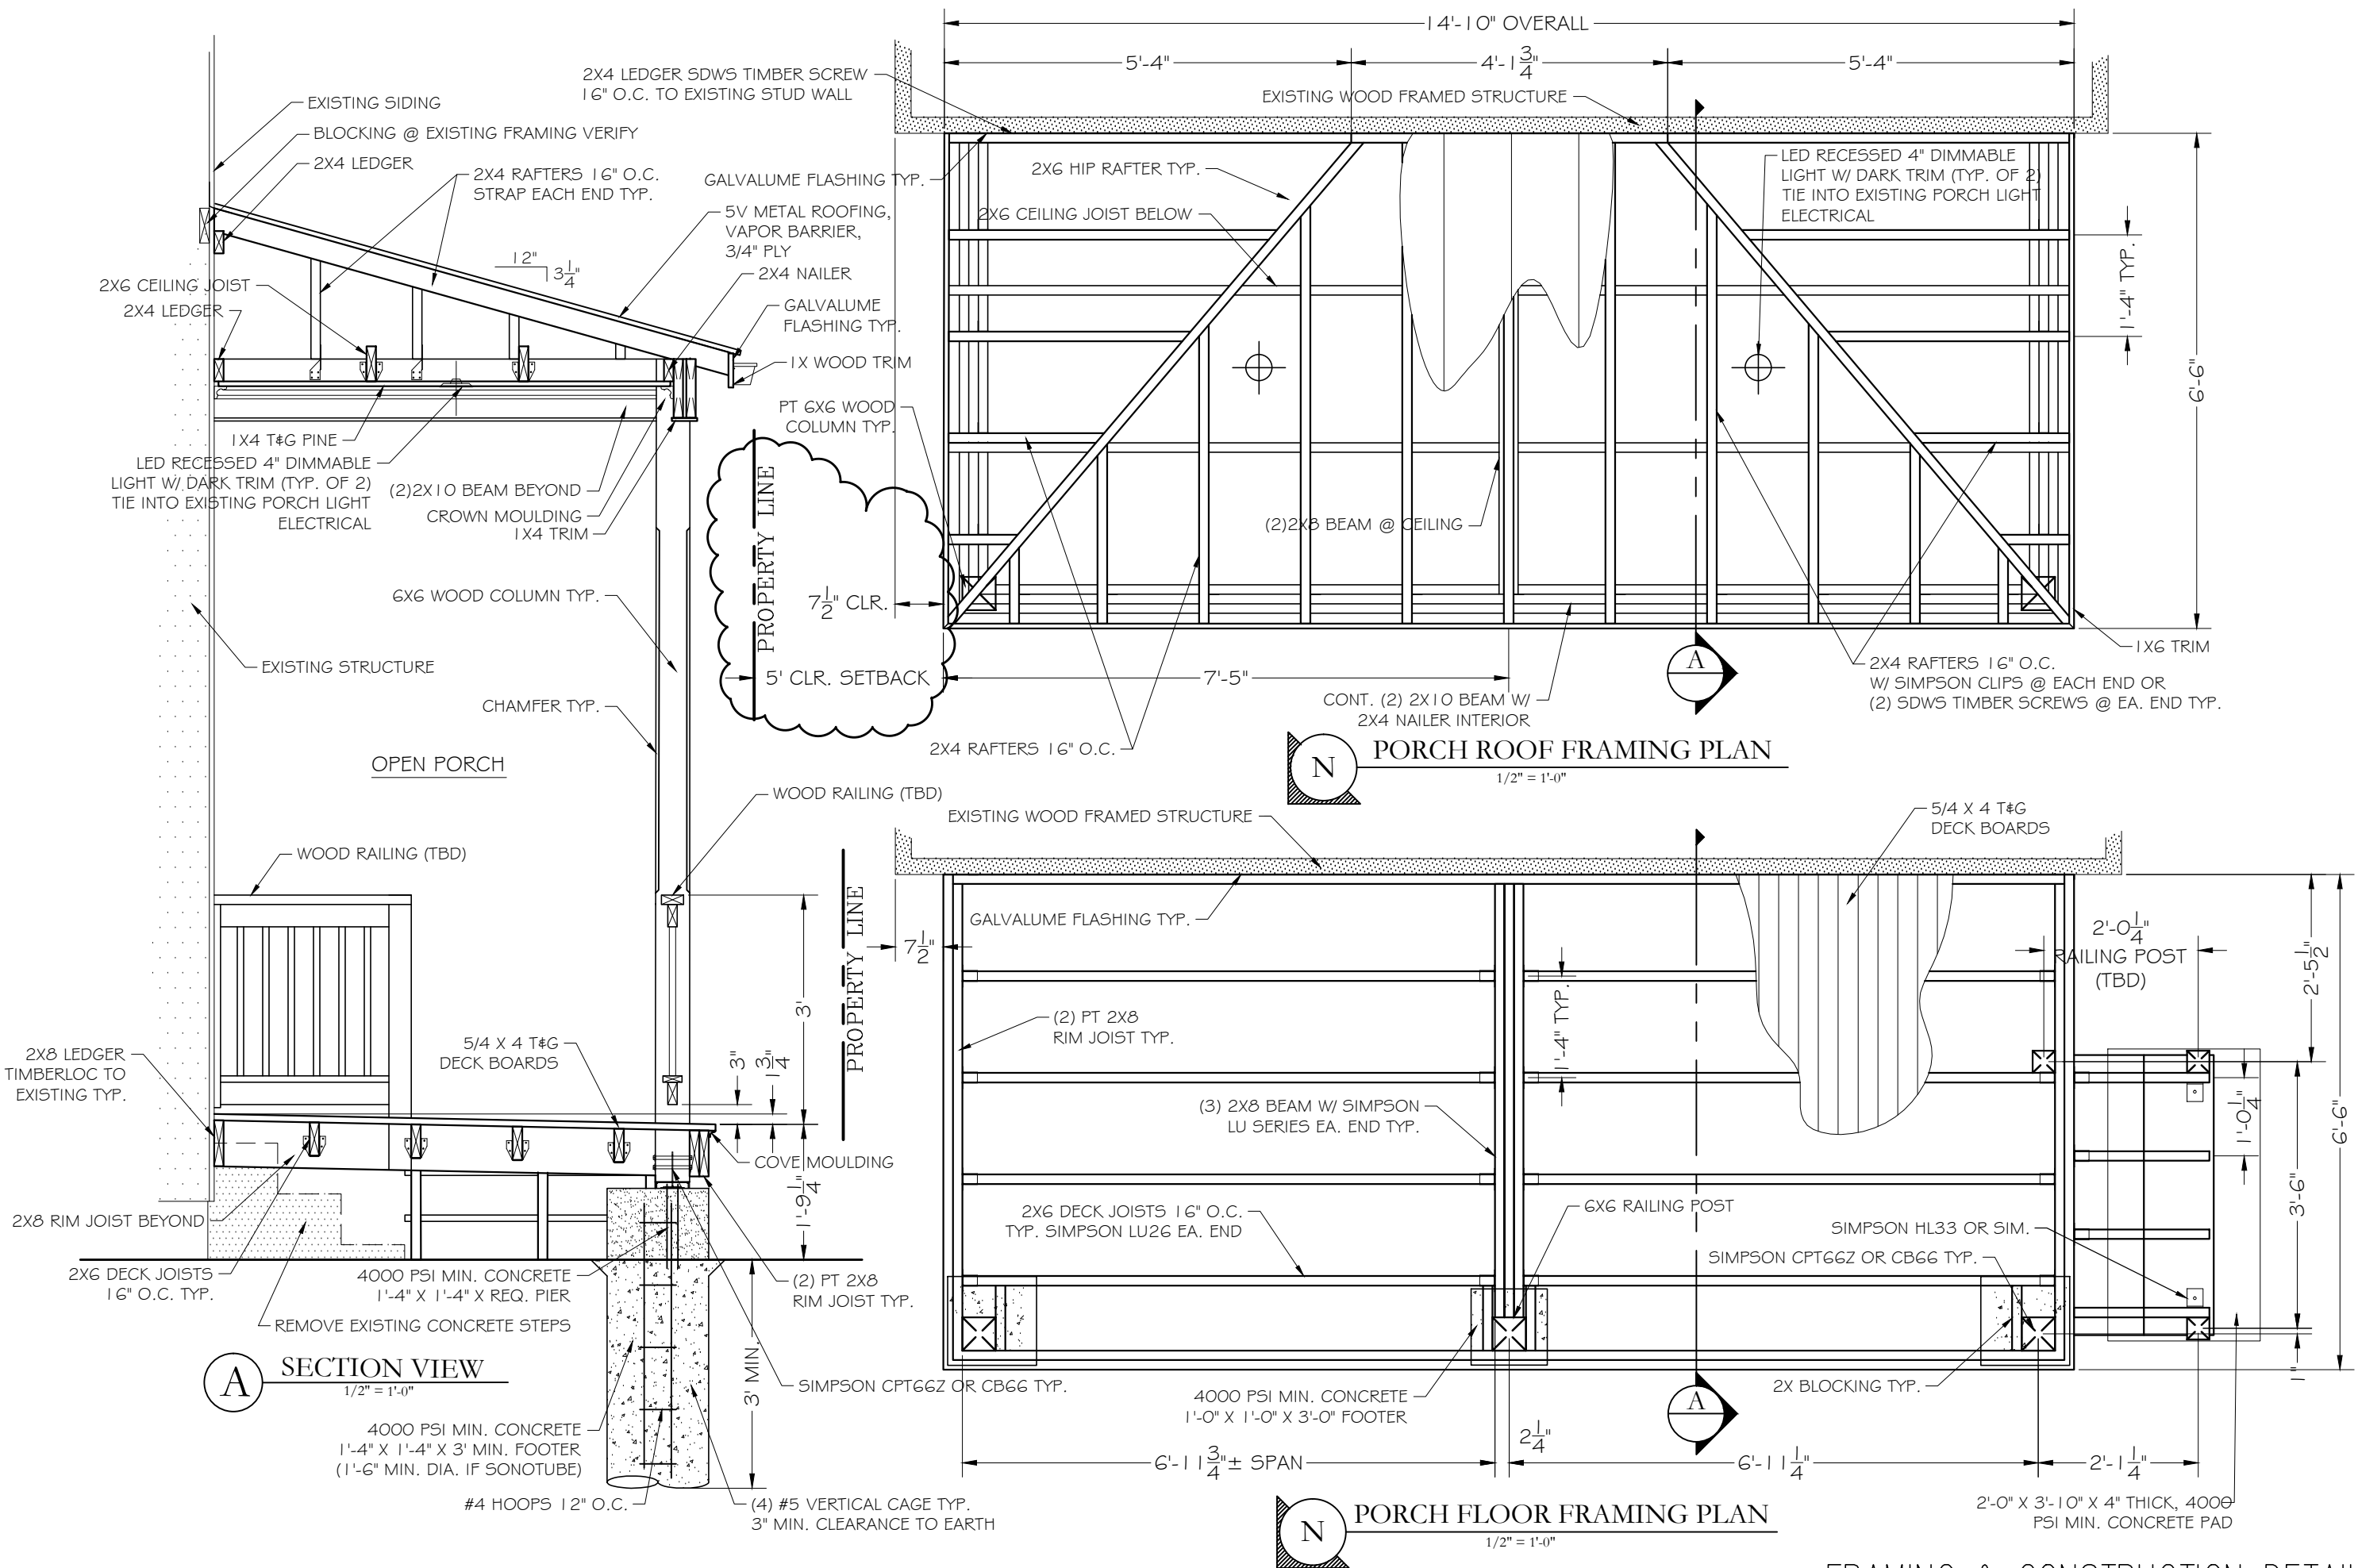 EXISTING SIDING
BLOCKING @ EXISTING FRAMING VERIFY
2X4 LEDGER
2X4 RAFTERS 16" O.C.
STRAP EACH END TYP.
5V METAL ROOFING,
VAPOR BARRIER,
3/4" PLY
12"
3 1/4"
2X4 NAILER
GALVALUME
FLASHING TYP.
1X WOOD TRIM
2X6 CEILING JOIST
2X4 LEDGER
1X4 T&G PINE
LED RECESSED 4" DIMMABLE
LIGHT W/ DARK TRIM (TYP. OF 2)
TIE INTO EXISTING PORCH LIGHT
ELECTRICAL
(2)2X10 BEAM BEYOND
CROWN MOULDING
1X4 TRIM
6X6 WOOD COLUMN TYP.
EXISTING STRUCTURE
CHAMFER TYP.
OPEN PORCH
WOOD RAILING (TBD)
WOOD RAILING (TBD)
PROPERTY LINE
3'
3"
1 3/4"
1'-9 1/4"
5/4 X 4 T&G
DECK BOARDS
2X8 LEDGER
TIMBERLOC TO
EXISTING TYP.
COVE MOULDING
2X8 RIM JOIST BEYOND
2X6 DECK JOISTS
16" O.C. TYP.
4000 PSI MIN. CONCRETE
1'-4" X 1'-4" X REQ. PIER
(2) PT 2X8
RIM JOIST TYP.
REMOVE EXISTING CONCRETE STEPS
3' MIN.
SIMPSON CPT66Z OR CB66 TYP.
4000 PSI MIN. CONCRETE
1'-4" X 1'-4" X 3' MIN. FOOTER
(1'-6" MIN. DIA. IF SONOTUBE)
#4 HOOPS 12" O.C.
(4) #5 VERTICAL CAGE TYP.
3" MIN. CLEARANCE TO EARTH
A
SECTION VIEW
1/2" = 1'-0"
14'-10" OVERALL
5'-4"
4'-1 3/4"
5'-4"
2X4 LEDGER SDWS TIMBER SCREW
16" O.C. TO EXISTING STUD WALL
EXISTING WOOD FRAMED STRUCTURE
GALVALUME FLASHING TYP.
2X6 HIP RAFTER TYP.
2X6 CEILING JOIST BELOW
LED RECESSED 4" DIMMABLE
LIGHT W/ DARK TRIM (TYP. OF 2)
TIE INTO EXISTING PORCH LIGHT
ELECTRICAL
1'-4" TYP.
6'-6"
PT 6X6 WOOD
COLUMN TYP.
(2)2X8 BEAM @ CEILING
PROPERTY LINE
7 1/2" CLR.
5' CLR. SETBACK
7'-5"
CONT. (2) 2X10 BEAM W/
2X4 NAILER INTERIOR
2X4 RAFTERS 16" O.C.
A
1X6 TRIM
2X4 RAFTERS 16" O.C.
W/ SIMPSON CLIPS @ EACH END OR
(2) SDWS TIMBER SCREWS @ EA. END TYP.
N
PORCH ROOF FRAMING PLAN
1/2" = 1'-0"
EXISTING WOOD FRAMED STRUCTURE
5/4 X 4 T&G
DECK BOARDS
GALVALUME FLASHING TYP.
7 1/2"
2'-0 1/4"
RAILING POST
(TBD)
2'-5 1/2"
(2) PT 2X8
RIM JOIST TYP.
1'-4" TYP.
(3) 2X8 BEAM W/ SIMPSON
LU SERIES EA. END TYP.
1'-0 1/4"
3'-6"
6'-6"
1"
2X6 DECK JOISTS 16" O.C.
TYP. SIMPSON LU26 EA. END
6X6 RAILING POST
SIMPSON HL33 OR SIM.
SIMPSON CPT66Z OR CB66 TYP.
4000 PSI MIN. CONCRETE
1'-0" X 1'-0" X 3'-0" FOOTER
2X BLOCKING TYP.
A
2 1/4"
6'-11 3/4"± SPAN
6'-11 1/4"
2'-1 1/4"
2'-0" X 3'-10" X 4" THICK, 4000
PSI MIN. CONCRETE PAD
N
PORCH FLOOR FRAMING PLAN
1/2" = 1'-0"